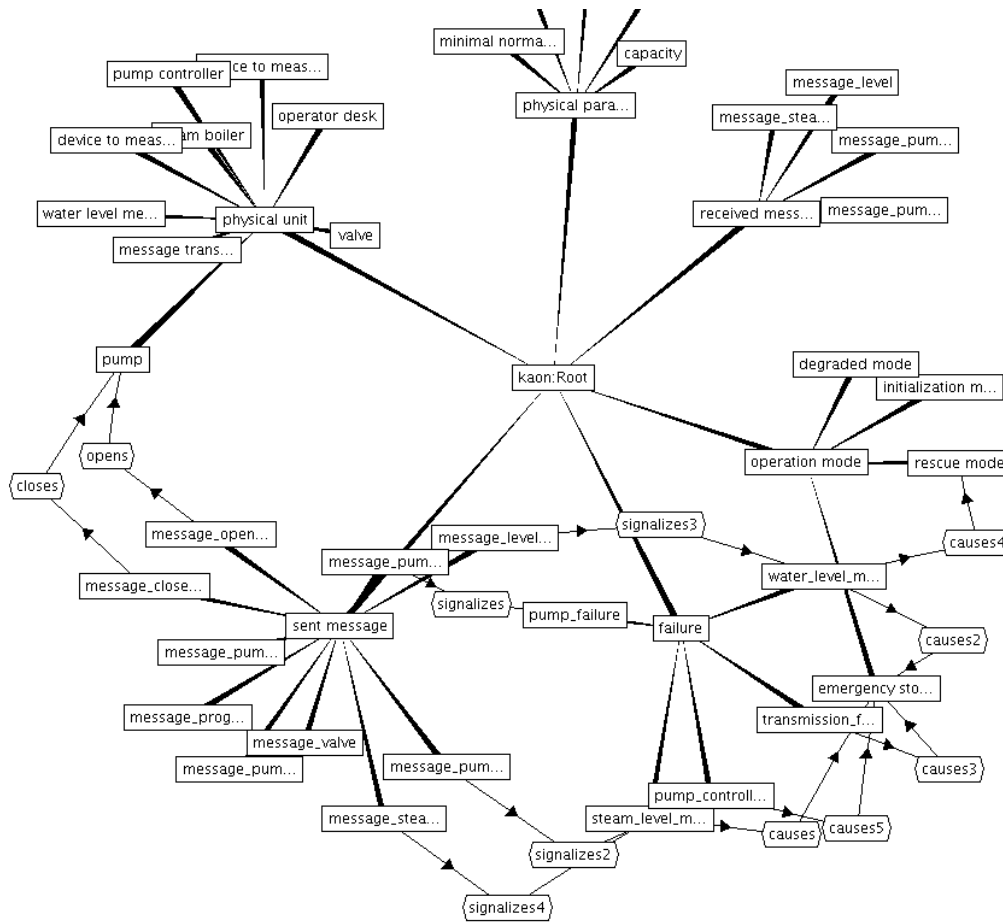 minimal norma...
capacity
pump controller
ice to meas...
message_level
physical para...
operator desk
message_stea...
device to meas...
am boiler
message_pum...
water level me...
physical unit
received mess...
message_pum...
valve
message trans...
pump
kaon:Root
degraded mode
initialization m...
opens
operation mode
rescue mode
closes
message_open...
message_level...
signalizes3
causes4
message_pum...
message_close...
water_level_m...
signalizes
pump_failure
sent message
failure
causes2
message_pum...
emergency sto...
message_prog...
transmission_f...
message_valve
message_pum...
message_pum...
causes3
pump_controll...
message_stea...
steam_level_m...
causes
causes5
signalizes2
signalizes4